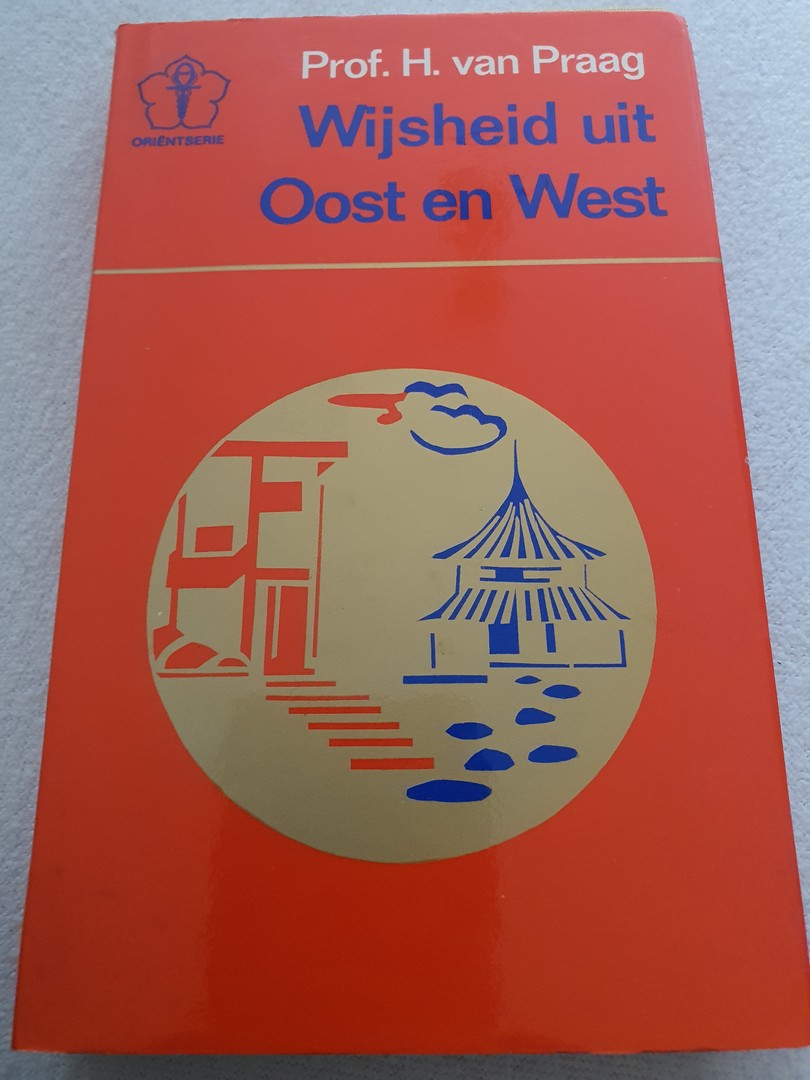 Prof. H. van Praag
Wijsheid uit
Oost en West
ORIËNTSERIE